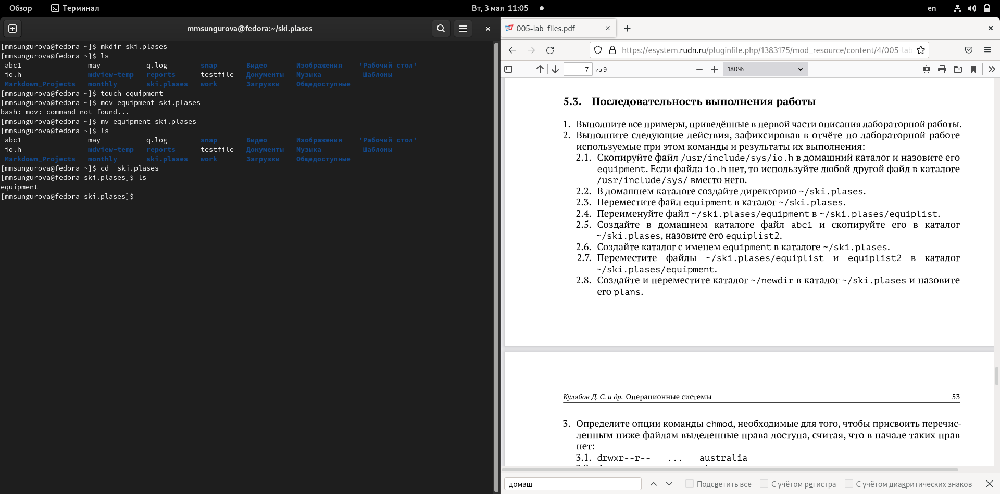 Обзор Терминал Вт, 3 мая 11:05 en
mmsungurova@fedora:~/ski.plases
[mmsungurova@fedora ~]$ mkdir ski.plases
[mmsungurova@fedora ~]$ ls
abc1 may q.log snap Видео Изображения 'Рабочий стол'
io.h mdview-temp reports testfile Документы Музыка Шаблоны
Markdown_Projects monthly ski.plases work Загрузки Общедоступные
[mmsungurova@fedora ~]$ touch equipment
[mmsungurova@fedora ~]$ mov equipment ski.plases
bash: mov: command not found...
[mmsungurova@fedora ~]$ mv equipment ski.plases
[mmsungurova@fedora ~]$ ls
abc1 may q.log snap Видео Изображения 'Рабочий стол'
io.h mdview-temp reports testfile Документы Музыка Шаблоны
Markdown_Projects monthly ski.plases work Загрузки Общедоступные
[mmsungurova@fedora ~]$ cd  ski.plases
[mmsungurova@fedora ski.plases]$ ls
equipment
[mmsungurova@fedora ski.plases]$
005-lab_files.pdf
https://esystem.rudn.ru/pluginfile.php/1383175/mod_resource/content/4/005-lab
7 из 9 180%
5.3. Последовательность выполнения работы
1. Выполните все примеры, приведённые в первой части описания лабораторной работы.
2. Выполните следующие действия, зафиксировав в отчёте по лабораторной работе
используемые при этом команды и результаты их выполнения:
2.1. Скопируйте файл /usr/include/sys/io.h в домашний каталог и назовите его
equipment. Если файла io.h нет, то используйте любой другой файл в каталоге
/usr/include/sys/ вместо него.
2.2. В домашнем каталоге создайте директорию ~/ski.plases.
2.3. Переместите файл equipment в каталог ~/ski.plases.
2.4. Переименуйте файл ~/ski.plases/equipment в ~/ski.plases/equiplist.
2.5. Создайте в домашнем каталоге файл abc1 и скопируйте его в каталог
~/ski.plases, назовите его equiplist2.
2.6. Создайте каталог с именем equipment в каталоге ~/ski.plases.
2.7. Переместите файлы ~/ski.plases/equiplist и equiplist2 в каталог
~/ski.plases/equipment.
2.8. Создайте и переместите каталог ~/newdir в каталог ~/ski.plases и назовите
его plans.
Кулябов Д. С. и др. Операционные системы 53
3. Определите опции команды chmod, необходимые для того, чтобы присвоить перечис-
ленным ниже файлам выделенные права доступа, считая, что в начале таких прав
нет:
3.1. drwxr--r-- ... australia
домаш Подсветить все С учётом регистра С учётом диакритических знаков